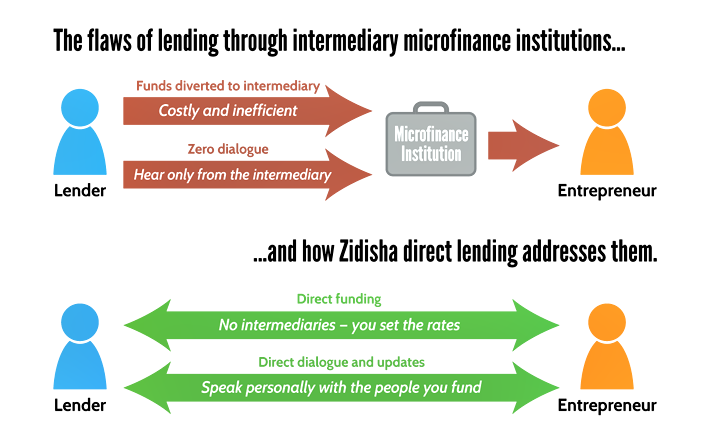 The flaws of lending through intermediary microfinance institutions...
Funds diverted to intermediary
Costly and inefficient
Zero dialogue
Hear only from the intermediary
Microfinance
Institution
Lender
Entrepreneur
...and how Zidisha direct lending addresses them.
Direct funding
No intermediaries – you set the rates
Direct dialogue and updates
Speak personally with the people you fund
Lender
Entrepreneur